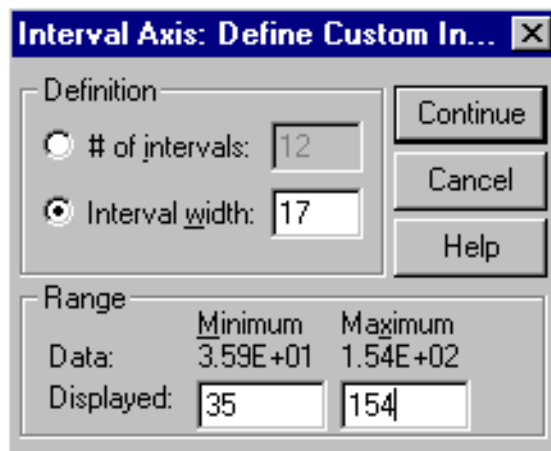 Interval Axis: Define Custom In...
Definition
# of intervals: 12
Interval width: 17
Continue
Cancel
Help
Range
Minimum Maximum
Data: 3.59E+01 1.54E+02
Displayed: 35 154